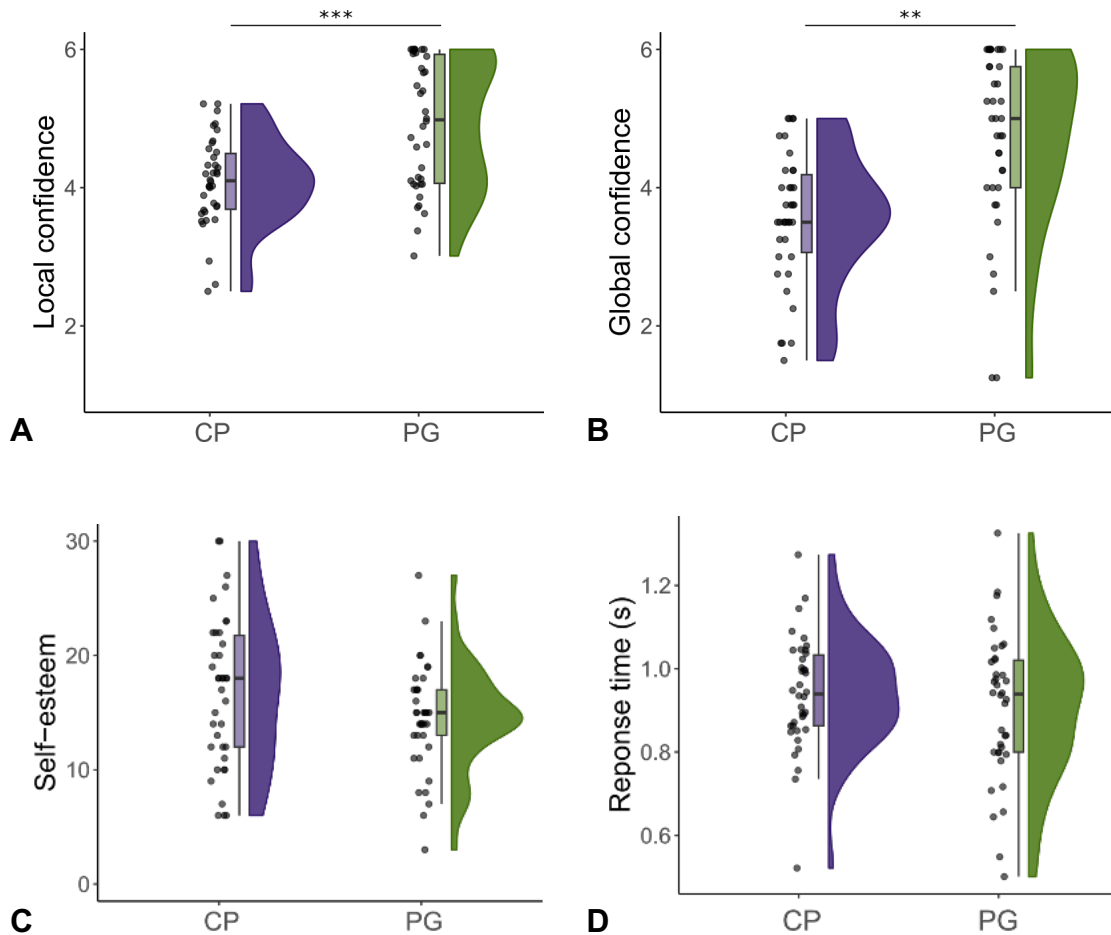 ***
Local confidence
6
4
2
CP
PG
A
**
Global confidence
6
4
2
CP
PG
B
Self-esteem
30
20
10
0
CP
PG
C
Reponse time (s)
1.2
1.0
0.8
0.6
CP
PG
D